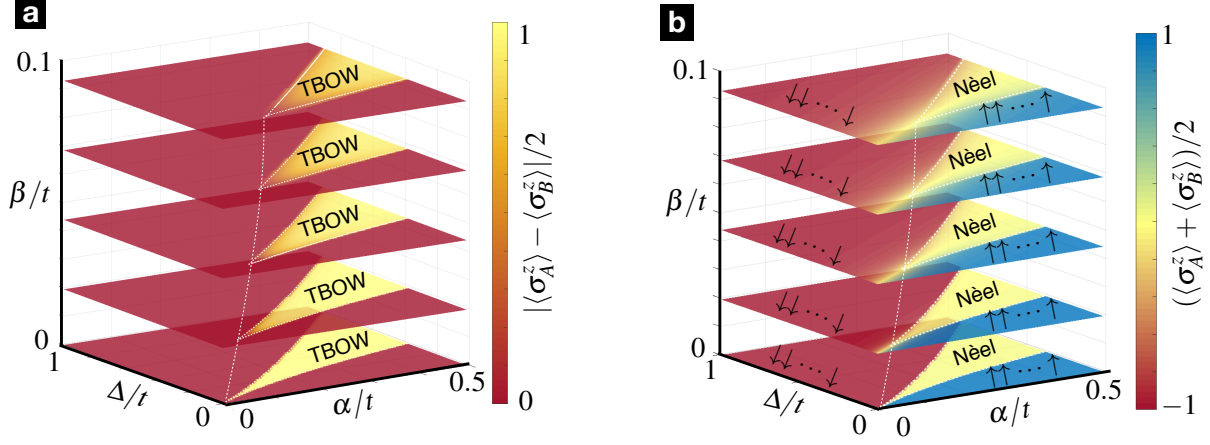 a
0.1
β/t
0
1
Δ/t
0
0
α/t
0.5
TBOW
TBOW
TBOW
TBOW
TBOW
1
0
|⟨σ_A^z⟩ − ⟨σ_B^z⟩|/2
b
0.1
β/t
0
1
Δ/t
0
0
α/t
0.5
↓↓⋯↓
Nèel
↑↑⋯↑
↓↓⋯↓
Nèel
↑↑⋯↑
↓↓⋯↓
Nèel
↑↑⋯↑
↓↓⋯↓
Nèel
↑↑⋯↑
↓↓⋯↓
Nèel
↑↑⋯↑
1
−1
(⟨σ_A^z⟩ + ⟨σ_B^z⟩)/2